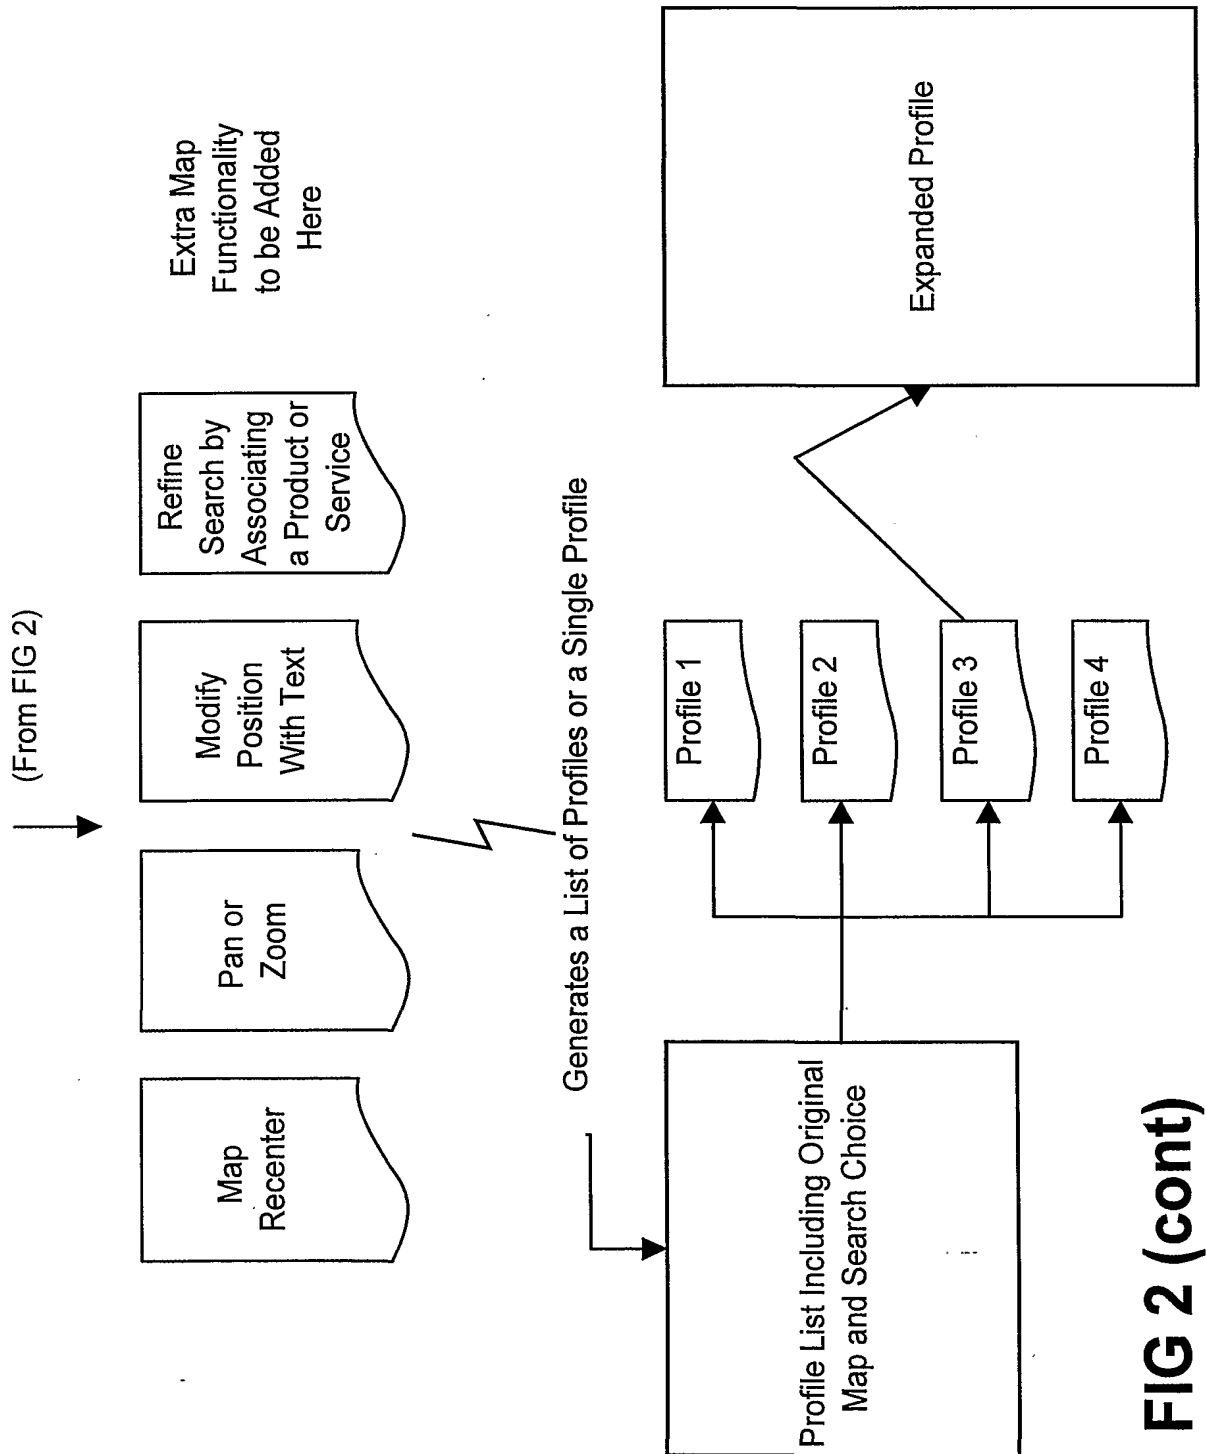 (From FIG 2)
Map
Recenter
Pan or
Zoom
Modify
Position
With Text
Refine
Search by
Associating
a Product or
Service
Extra Map
Functionality
to be Added
Here
Generates a List of Profiles or a Single Profile
Profile List Including Original
Map and Search Choice
Profile 1
Profile 2
Profile 3
Profile 4
Expanded Profile
FIG 2 (cont)